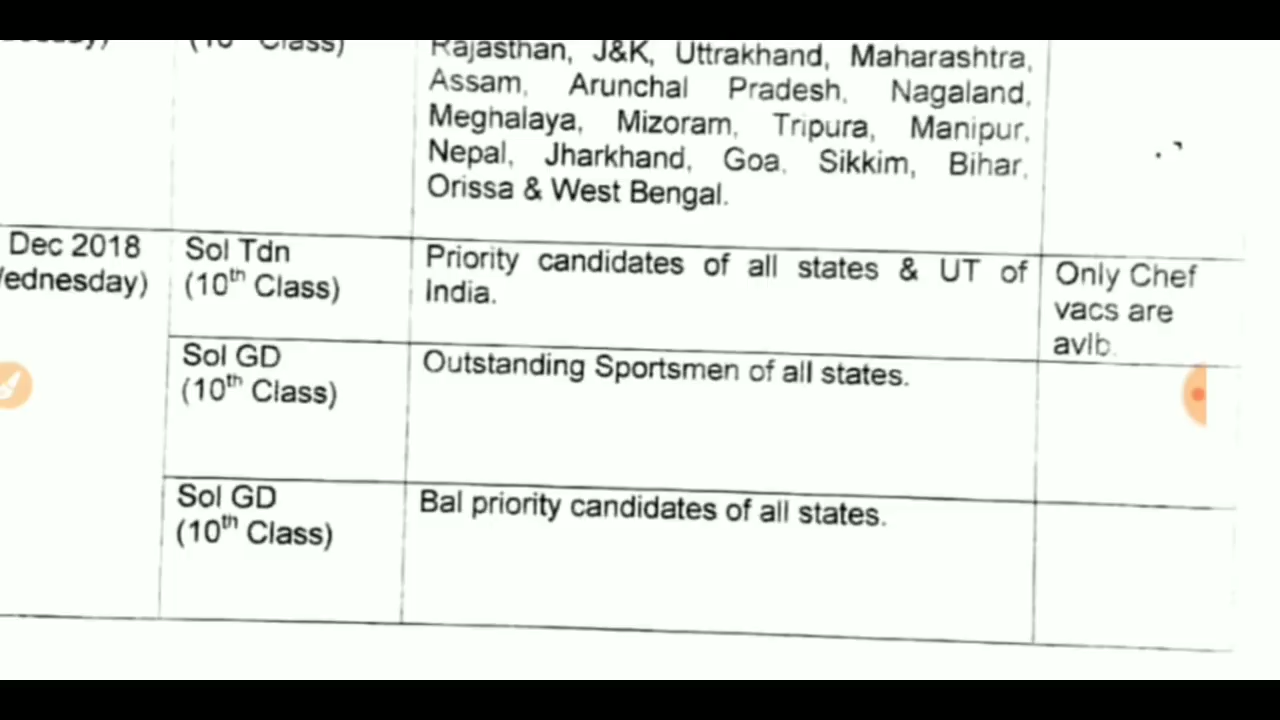 (10th Class)
Rajasthan, J&K, Uttrakhand, Maharashtra,
Assam, Arunchal Pradesh, Nagaland,
Meghalaya, Mizoram, Tripura, Manipur,
Nepal, Jharkhand, Goa, Sikkim, Bihar,
Orissa & West Bengal.
Dec 2018
Sol Tdn
(10th Class)
Priority candidates of all states & UT of
India.
Only Chef
vacs are
avlb.
Sol GD
(10th Class)
Outstanding Sportsmen of all states.
Sol GD
(10th Class)
Bal priority candidates of all states.